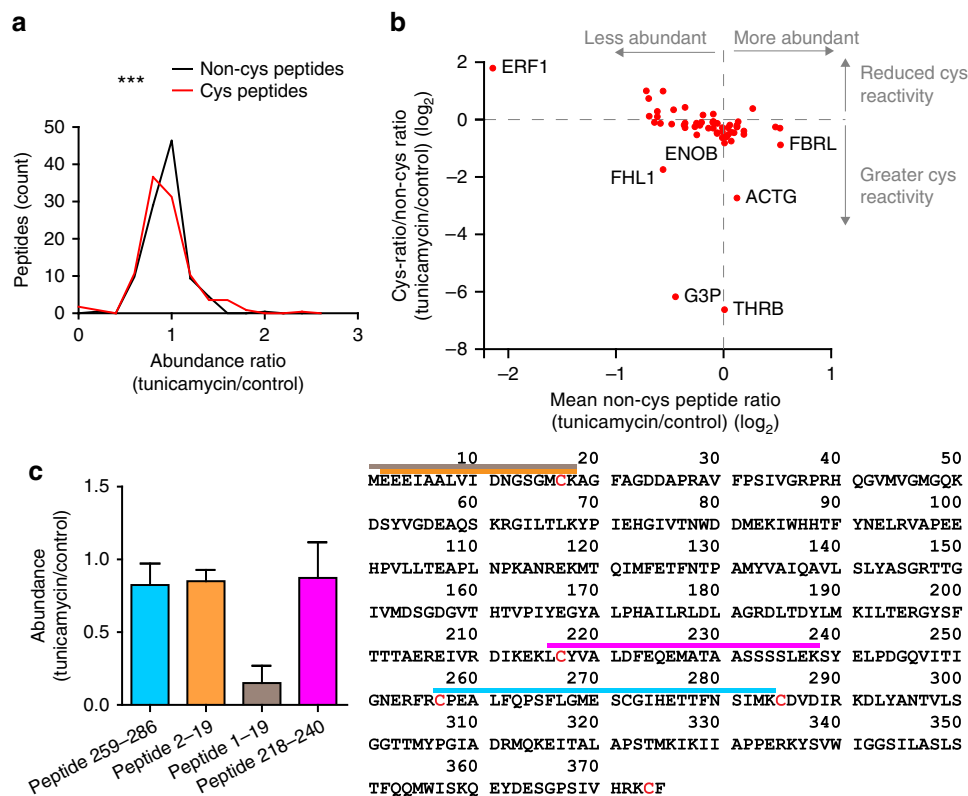 a
Non-cys peptides
***
Cys peptides
Peptides (count)
50
40
30
20
10
0
0 1 2 3
Abundance ratio
(tunicamycin/control)
b
Less abundant More abundant
Reduced cys
reactivity
Greater cys
reactivity
Cys-ratio/non-cys ratio
(tunicamycin/control) (log2)
2
0
−2
−4
−6
−8
ERF1
ENOB
FBRL
FHL1
ACTG
G3P
THRB
−2 −1 0 1
Mean non-cys peptide ratio
(tunicamycin/control) (log2)
c
Abundance
(tunicamycin/control)
1.5
1.0
0.5
0.0
Peptide 259–286
Peptide 2–19
Peptide 1–19
Peptide 218–240
10 20 30 40 50
MEEEIAALVI DNGSGMCKAG FAGDDAPRAV FPSIVGRPRH QGVMVGMGQK
60 70 80 90 100
DSYVGDEAQS KRGILTLKYP IEHGIVTNWD DMEKIWHHTF YNELRVAPEE
110 120 130 140 150
HPVLLTEAPL NPKANREKMT QIMFETFNTP AMYVAIQAVL SLYASGRTTG
160 170 180 190 200
IVMDSGDGVT HTVPIYEGYA LPHAILRLDL AGRDLTDYLM KILTERGYSF
210 220 230 240 250
TTTAEREIVR DIKEKLCYVA LDFEQEMATA ASSSSLEKSY ELPDGQVITI
260 270 280 290 300
GNERFRCPEA LFQPSFLGME SCGIHETTFN SIMKCDVDIR KDLYANTVLS
310 320 330 340 350
GGTTMYPGIA DRMQKEITAL APSTMKIKII APPERKYSVW IGGSILASLS
360 370
TFQQMWISKQ EYDESGPSIV HRKCF